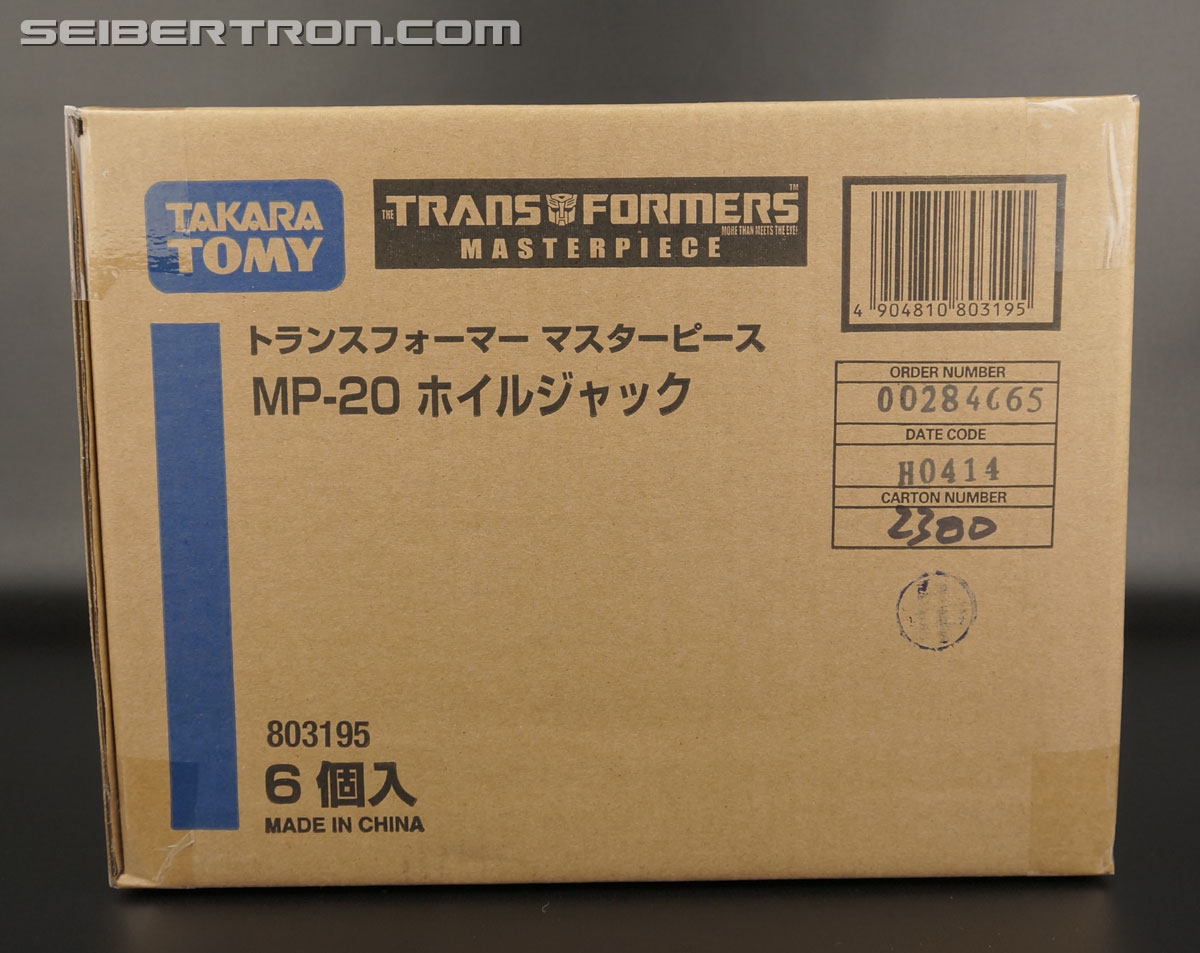 SEIBERTRON.com
TAKARA
TOMY
THE TRANSFORMERS™
MORE THAN MEETS THE EYE!
MASTERPIECE
4 904810 803195
トランスフォーマー マスターピース
MP-20 ホイルジャック
ORDER NUMBER
00284665
DATE CODE
H0414
CARTON NUMBER
2300
803195
6 個入
MADE IN CHINA